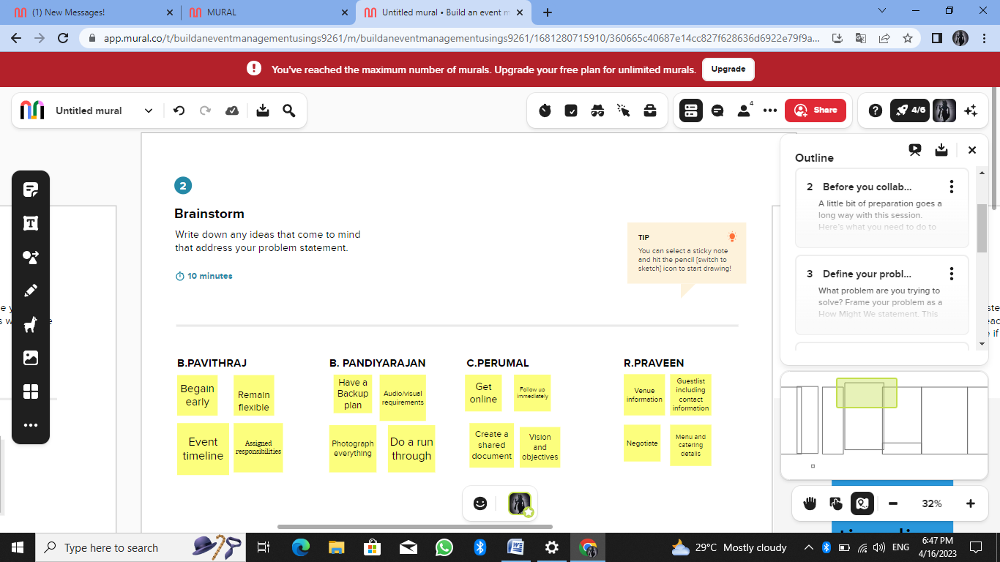 (1) New Messages!
MURAL
Untitled mural • Build an event m
app.mural.co/t/buildaneventmanagementusings9261/m/buildaneventmanagementusings9261/1681280715910/360665c40687e14cc827f628636d6922e79f9a...
You've reached the maximum number of murals. Upgrade your free plan for unlimited murals.
Upgrade
Untitled mural
4
Share
4/6
2
Brainstorm
Write down any ideas that come to mind
that address your problem statement.
10 minutes
TIP
You can select a sticky note
and hit the pencil [switch to
sketch] icon to start drawing!
B.PAVITHRAJ
Begain
early
Remain
flexible
Event
timeline
Assigned
responsibilities
B. PANDIYARAJAN
Have a
Backup
plan
Audio/visual
requirements
Photograph
everything
Do a run
through
C.PERUMAL
Get
online
Follow up
immediately
Create a
shared
document
Vision
and
objectives
R.PRAVEEN
Venue
information
Guestlist
including
contact
information
Negotiate
Menu and
catering
details
Outline
2 Before you collab...
A little bit of preparation goes a
long way with this session.
Here's what you need to do to
3 Define your probl...
What problem are you trying to
solve? Frame your problem as a
How Might We statement. This
32%
Type here to search
29°C Mostly cloudy
ENG
6:47 PM
4/16/2023